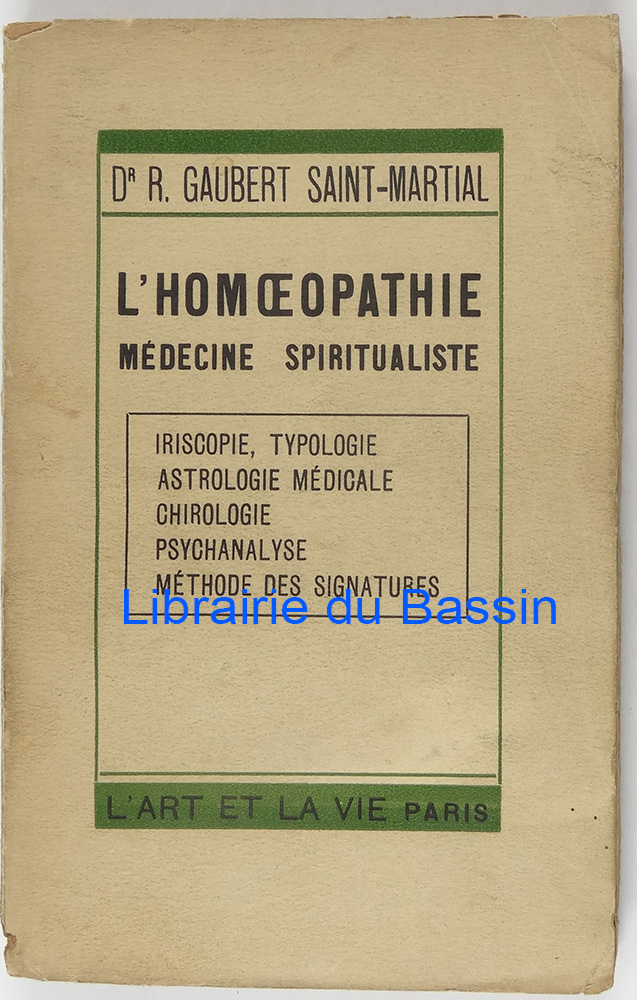 Dr R. GAUBERT SAINT-MARTIAL
L'HOMŒOPATHIE
MÉDECINE SPIRITUALISTE
IRISCOPIE, TYPOLOGIE
ASTROLOGIE MÉDICALE
CHIROLOGIE
PSYCHANALYSE
MÉTHODE DES SIGNATURES
Librairie du Bassin
L'ART ET LA VIE PARIS